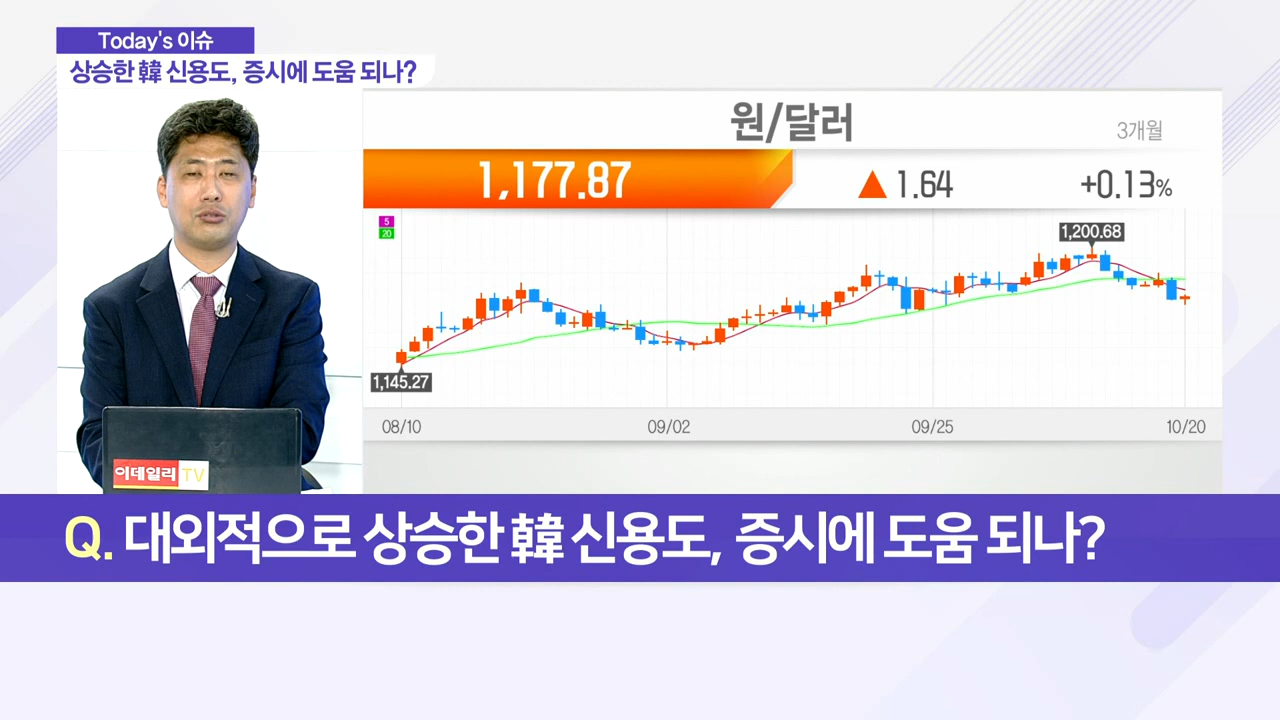 Today's 이슈
상승한 韓 신용도, 증시에 도움 되나?
원/달러
3개월
1,177.87
▲ 1.64
+0.13%
5
20
1,200.68
1,145.27
08/10
09/02
09/25
10/20
이데일리 TV
Q. 대외적으로 상승한 韓 신용도, 증시에 도움 되나?